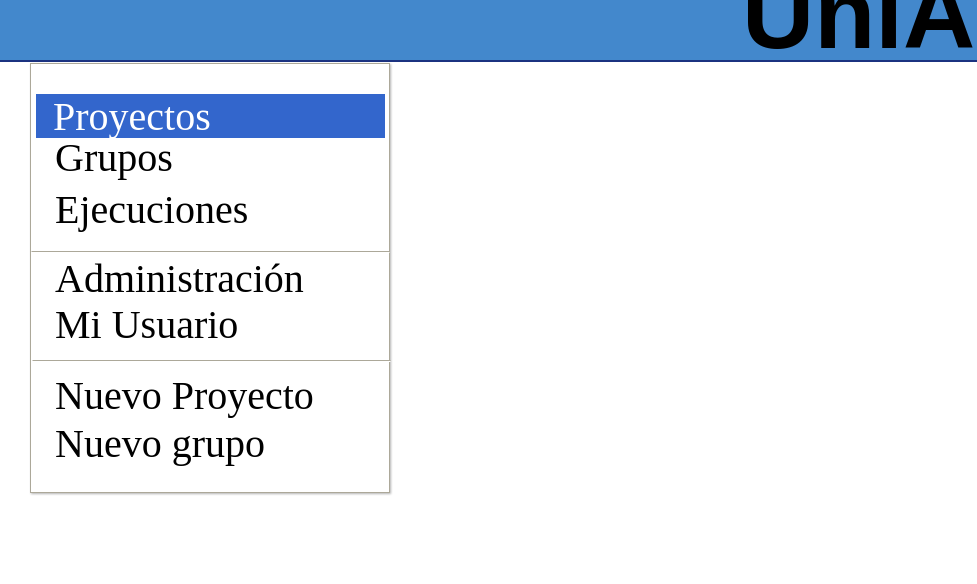 UniA
Proyectos
Grupos
Ejecuciones
Administración
Mi Usuario
Nuevo Proyecto
Nuevo grupo